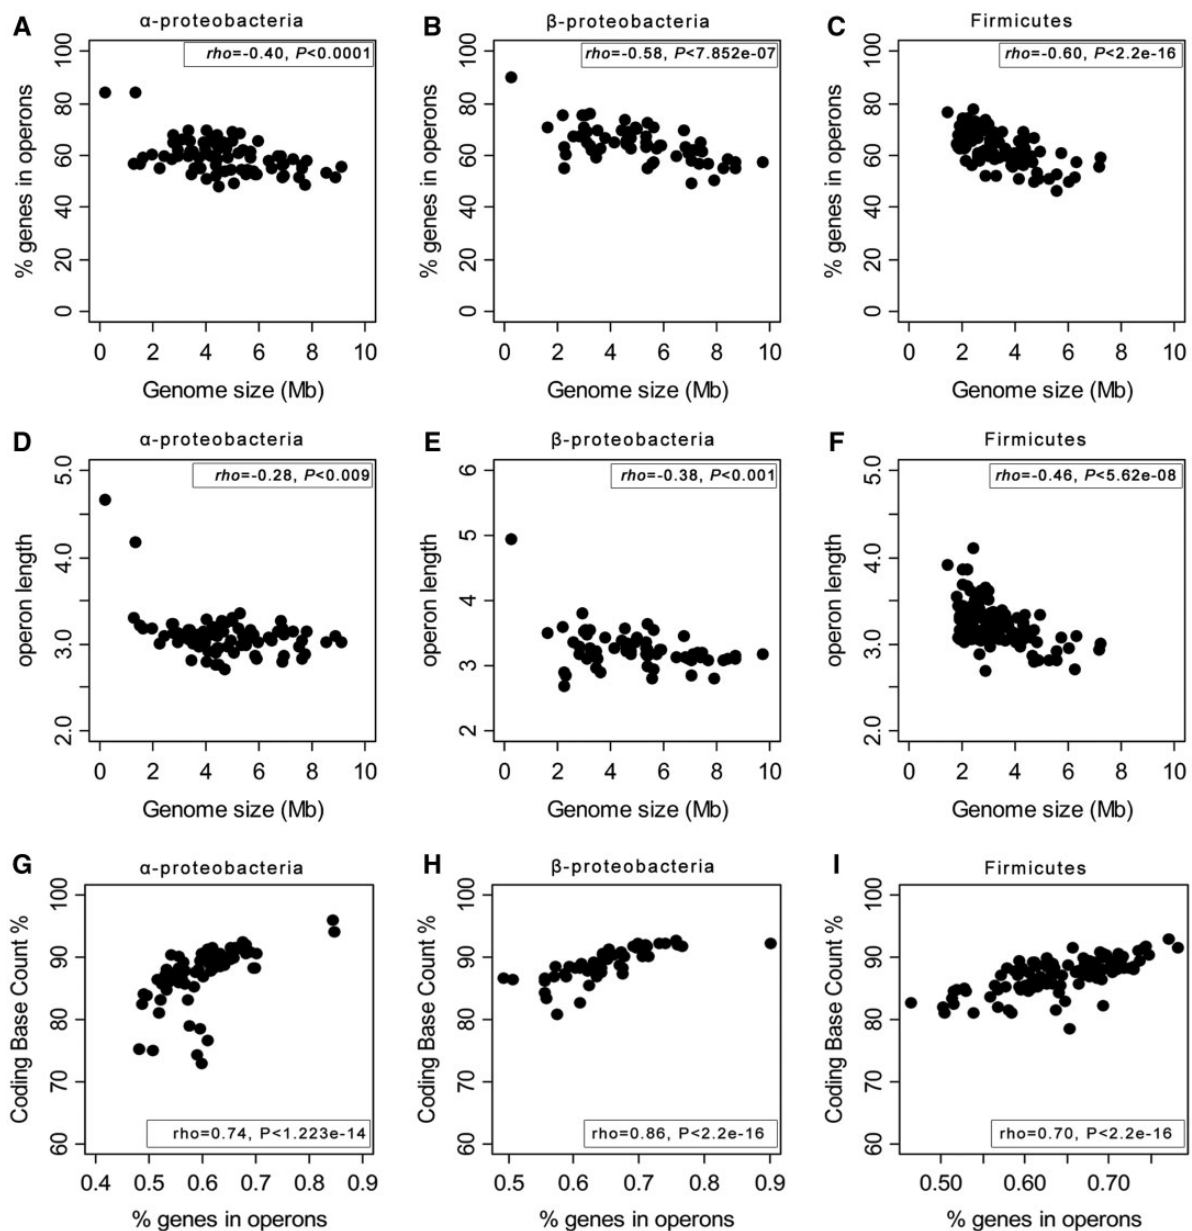 A α-proteobacteria
rho=-0.40, P<0.0001
% genes in operons
100
80
60
40
20
0
0 2 4 6 8 10
Genome size (Mb)
B β-proteobacteria
rho=-0.58, P<7.852e-07
% genes in operons
100
80
60
40
20
0
0 2 4 6 8 10
Genome size (Mb)
C Firmicutes
rho=-0.60, P<2.2e-16
% genes in operons
100
80
60
40
20
0
0 2 4 6 8 10
Genome size (Mb)
D α-proteobacteria
rho=-0.28, P<0.009
operon length
5.0
4.0
3.0
2.0
0 2 4 6 8 10
Genome size (Mb)
E β-proteobacteria
rho=-0.38, P<0.001
operon length
6
5
4
3
2
0 2 4 6 8 10
Genome size (Mb)
F Firmicutes
rho=-0.46, P<5.62e-08
operon length
5.0
4.0
3.0
2.0
0 2 4 6 8 10
Genome size (Mb)
G α-proteobacteria
Coding Base Count %
100
90
80
70
60
rho=0.74, P<1.223e-14
0.4 0.5 0.6 0.7 0.8 0.9
% genes in operons
H β-proteobacteria
Coding Base Count %
100
90
80
70
60
rho=0.86, P<2.2e-16
0.5 0.6 0.7 0.8 0.9
% genes in operons
I Firmicutes
Coding Base Count %
100
90
80
70
60
rho=0.70, P<2.2e-16
0.50 0.60 0.70
% genes in operons